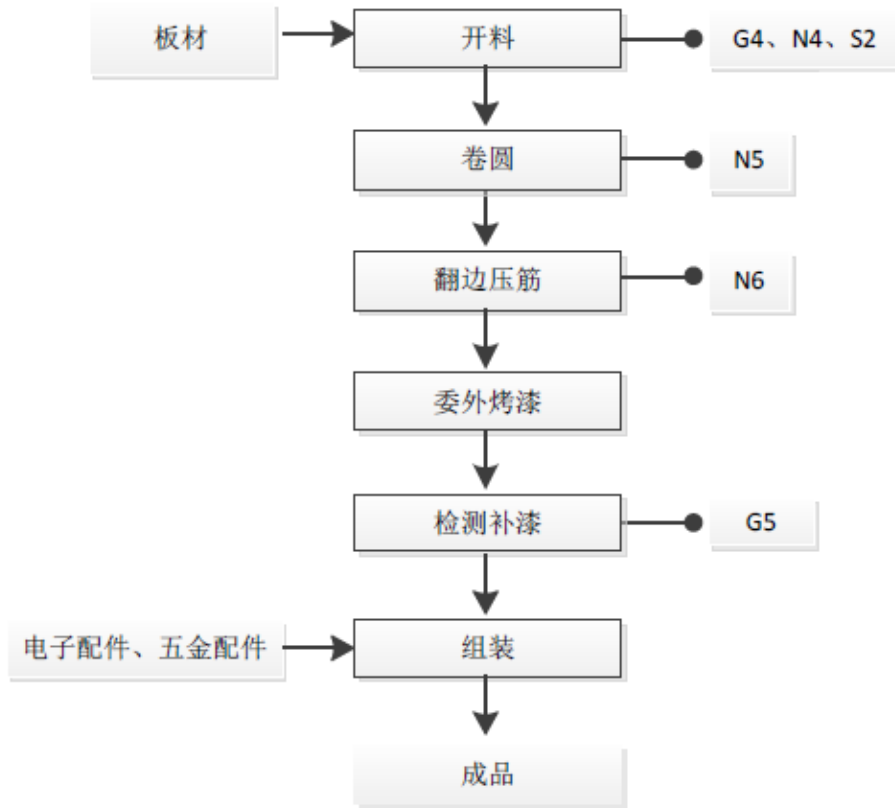 板材
开料
G4、N4、S2
卷圆
N5
翻边压筋
N6
委外烤漆
检测补漆
G5
电子配件、五金配件
组装
成品